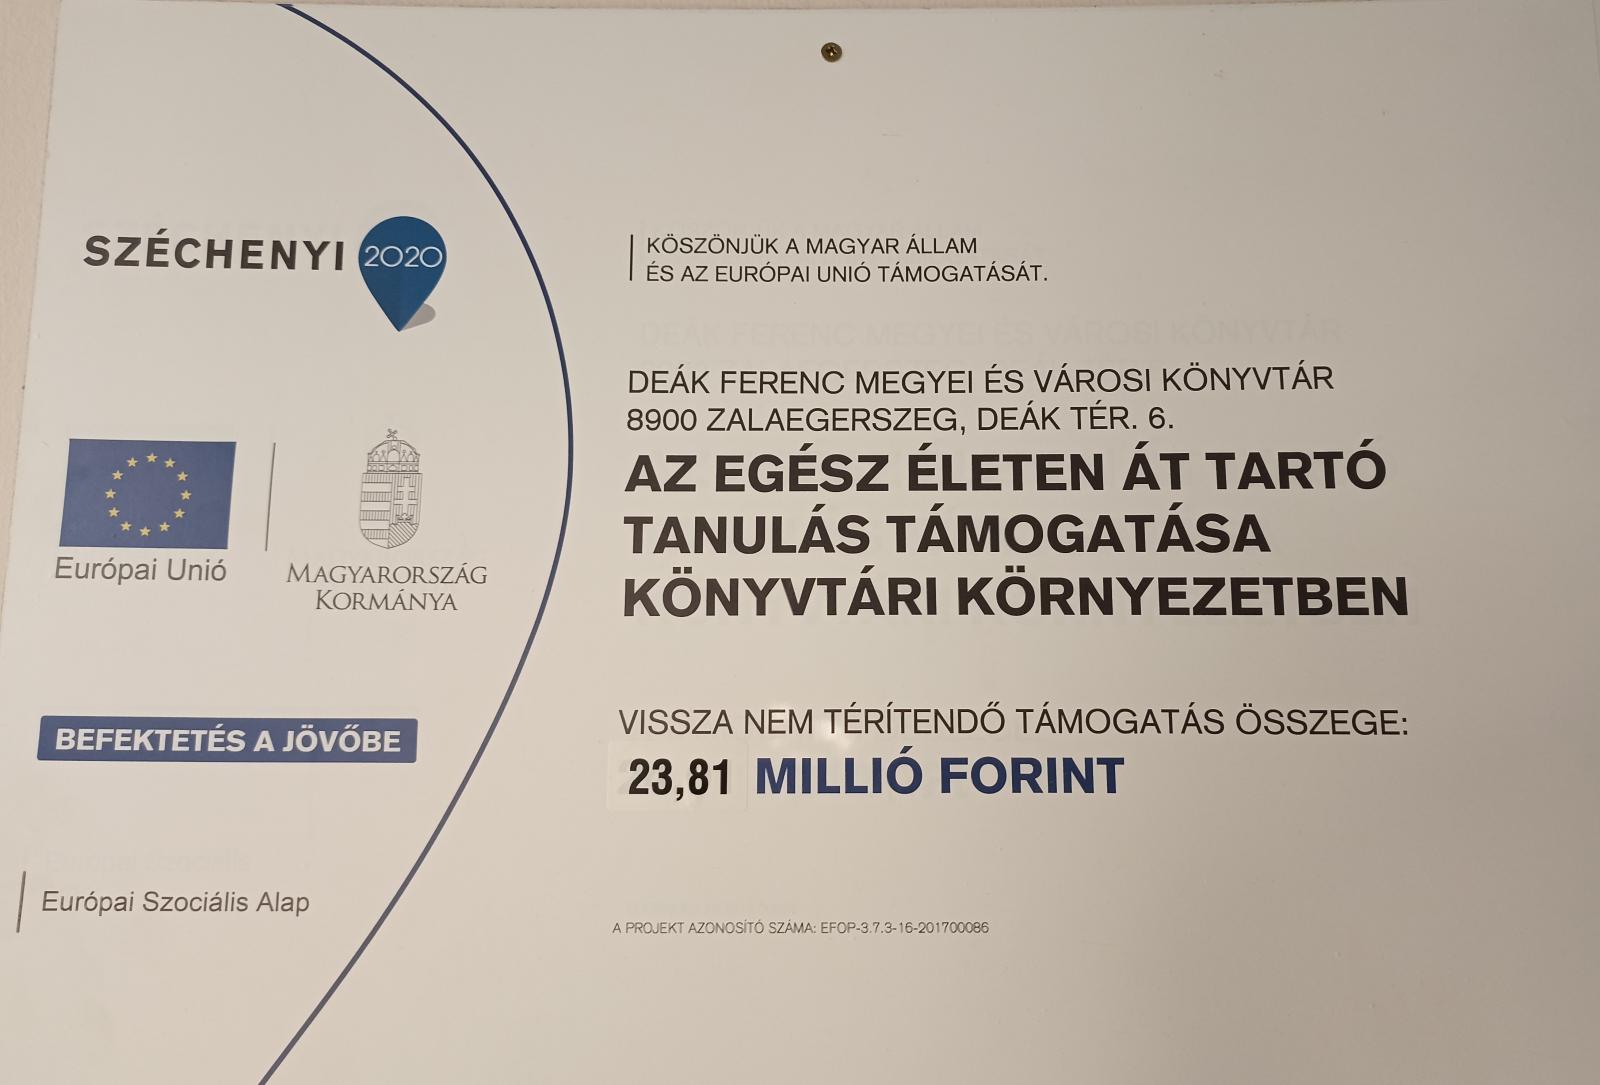 SZÉCHENYI 2020
Európai Unió
MAGYARORSZÁG
KORMÁNYA
BEFEKTETÉS A JÖVŐBE
Európai Szociális Alap
KÖSZÖNJÜK A MAGYAR ÁLLAM
ÉS AZ EURÓPAI UNIÓ TÁMOGATÁSÁT.
DEÁK FERENC MEGYEI ÉS VÁROSI KÖNYVTÁR
8900 ZALAEGERSZEG, DEÁK TÉR. 6.
AZ EGÉSZ ÉLETEN ÁT TARTÓ
TANULÁS TÁMOGATÁSA
KÖNYVTÁRI KÖRNYEZETBEN
VISSZA NEM TÉRÍTENDŐ TÁMOGATÁS ÖSSZEGE:
23,81 MILLIÓ FORINT
A PROJEKT AZONOSÍTÓ SZÁMA: EFOP-3.7.3-16-201700086